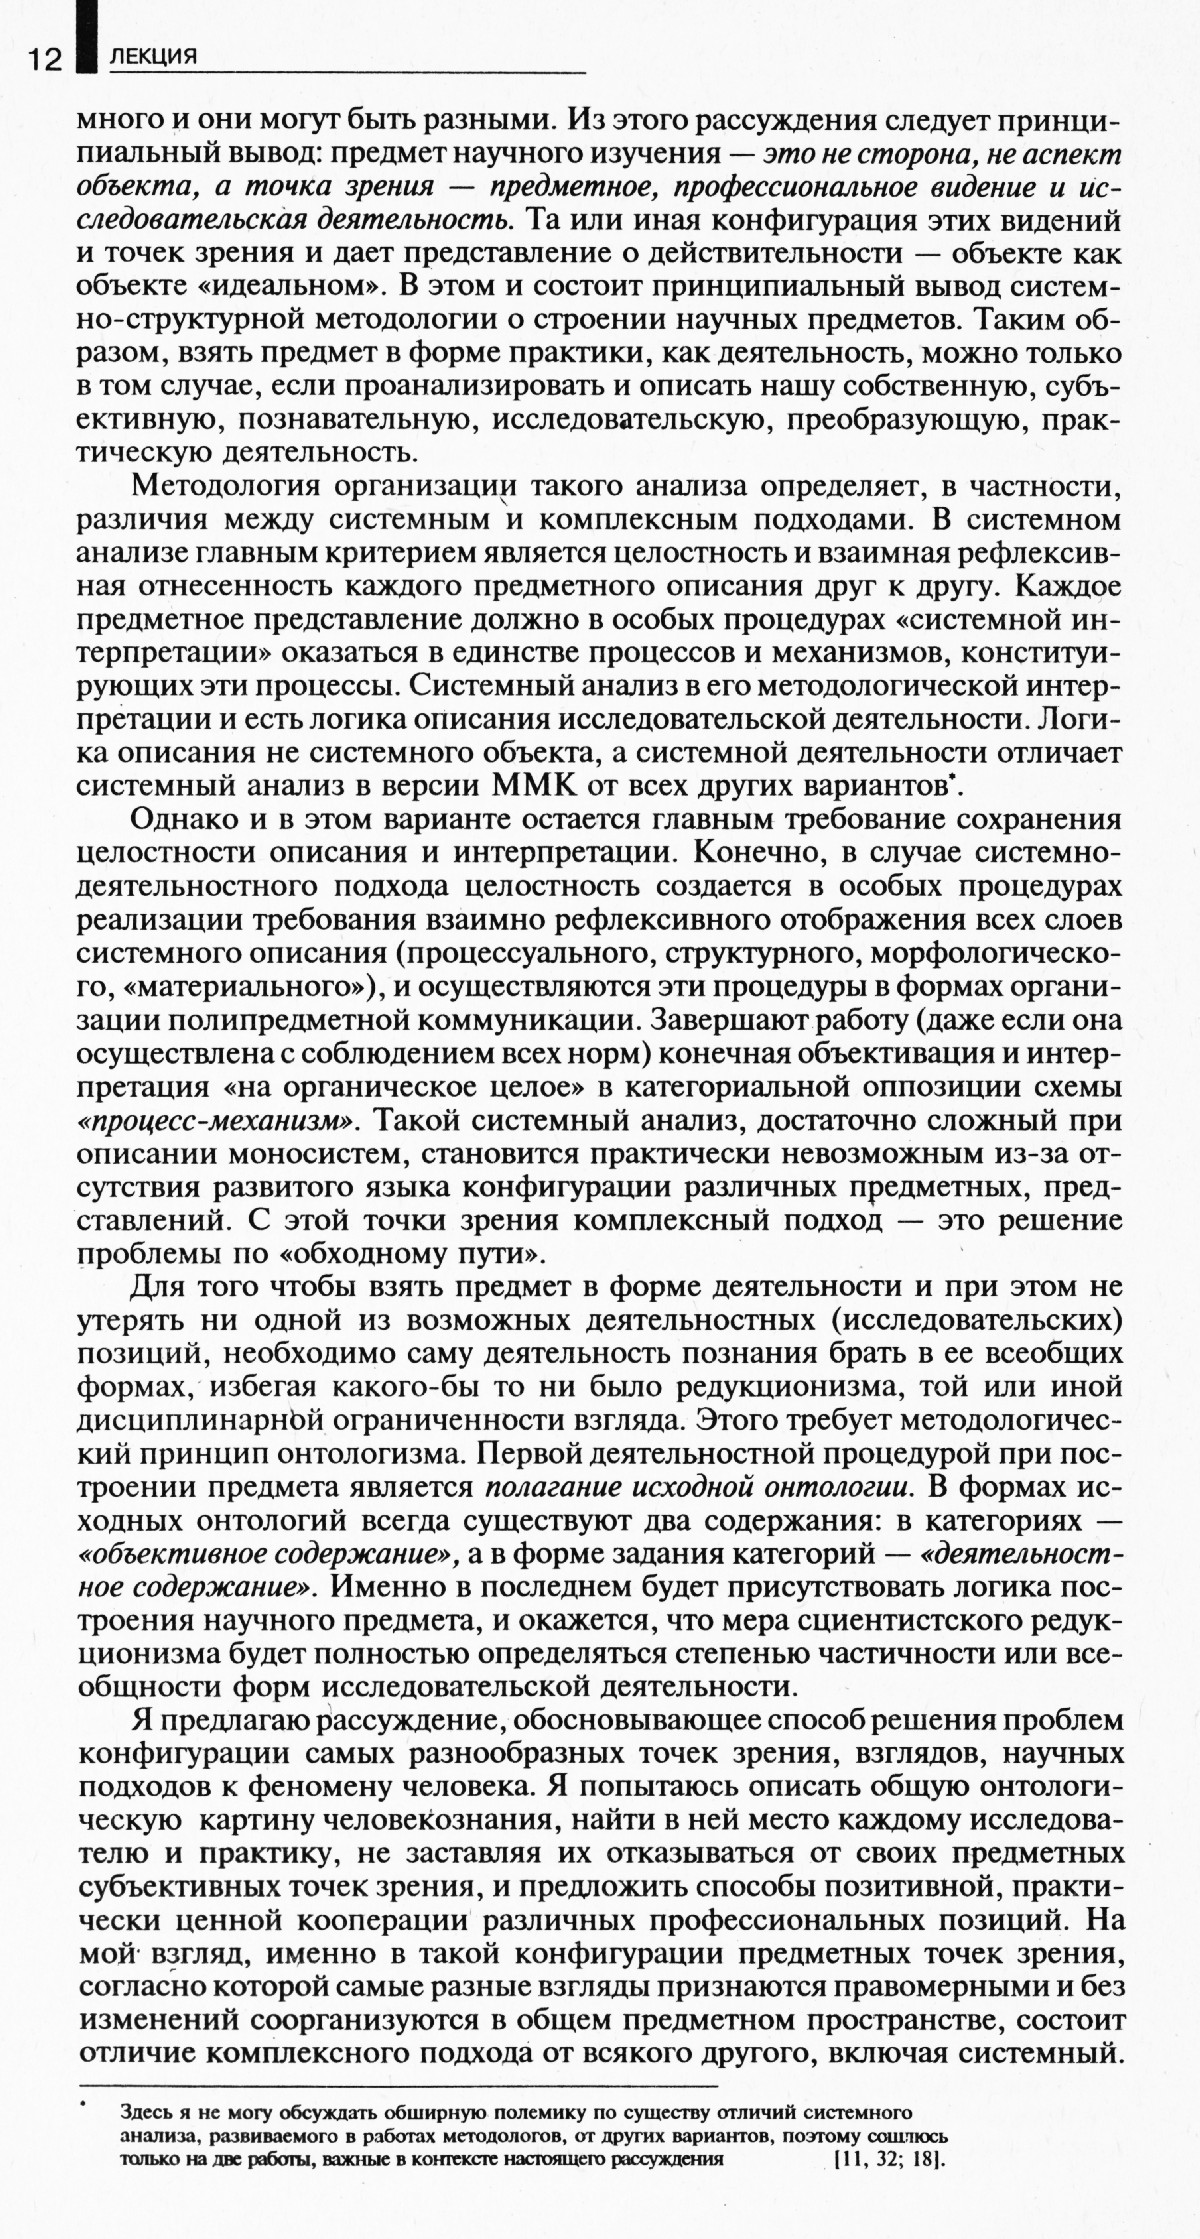 12 ЛЕКЦИЯ
много и они могут быть разными. Из этого рассуждения следует принци-
пиальный вывод: предмет научного изучения — это не сторона, не аспект
объекта, а точка зрения — предметное, профессиональное видение и ис-
следовательская деятельность. Та или иная конфигурация этих видений
и точек зрения и дает представление о действительности — объекте как
объекте «идеальном». В этом и состоит принципиальный вывод систем-
но-структурной методологии о строении научных предметов. Таким об-
разом, взять предмет в форме практики, как деятельность, можно только
в том случае, если проанализировать и описать нашу собственную, субъ-
ективную, познавательную, исследовательскую, преобразующую, прак-
тическую деятельность.
Методология организации такого анализа определяет, в частности,
различия между системным и комплексным подходами. В системном
анализе главным критерием является целостность и взаимная рефлексив-
ная отнесенность каждого предметного описания друг к другу. Каждое
предметное представление должно в особых процедурах «системной ин-
терпретации» оказаться в единстве процессов и механизмов, конституи-
рующих эти процессы. Системный анализ в его методологической интер-
претации и есть логика описания исследовательской деятельности. Логи-
ка описания не системного объекта, а системной деятельности отличает
системный анализ в версии ММК от всех других вариантов*.
Однако и в этом варианте остается главным требование сохранения
целостности описания и интерпретации. Конечно, в случае системно-
деятельностного подхода целостность создается в особых процедурах
реализации требования взаимно рефлексивного отображения всех слоев
системного описания (процессуального, структурного, морфологическо-
го, «материального»), и осуществляются эти процедуры в формах органи-
зации полипредметной коммуникации. Завершают работу (даже если она
осуществлена с соблюдением всех норм) конечная объективация и интер-
претация «на органическое целое» в категориальной оппозиции схемы
«процесс-механизм». Такой системный анализ, достаточно сложный при
описании моносистем, становится практически невозможным из-за от-
сутствия развитого языка конфигурации различных предметных, пред-
ставлений. С этой точки зрения комплексный подход — это решение
проблемы по «обходному пути».
Для того чтобы взять предмет в форме деятельности и при этом не
утерять ни одной из возможных деятельностных (исследовательских)
позиций, необходимо саму деятельность познания брать в ее всеобщих
формах, избегая какого-бы то ни было редукционизма, той или иной
дисциплинарной ограниченности взгляда. Этого требует методологичес-
кий принцип онтологизма. Первой деятельностной процедурой при пос-
троении предмета является полагание исходной онтологии. В формах ис-
ходных онтологий всегда существуют два содержания: в категориях —
«объективное содержание», а в форме задания категорий — «деятельност-
ное содержание». Именно в последнем будет присутствовать логика пос-
троения научного предмета, и окажется, что мера сциентистского редук-
ционизма будет полностью определяться степенью частичности или все-
общности форм исследовательской деятельности.
Я предлагаю рассуждение, обосновывающее способ решения проблем
конфигурации самых разнообразных точек зрения, взглядов, научных
подходов к феномену человека. Я попытаюсь описать общую онтологи-
ческую картину человекознания, найти в ней место каждому исследова-
телю и практику, не заставляя их отказываться от своих предметных
субъективных точек зрения, и предложить способы позитивной, практи-
чески ценной кооперации различных профессиональных позиций. На
мой взгляд, именно в такой конфигурации предметных точек зрения,
согласно которой самые разные взгляды признаются правомерными и без
изменений соорганизуются в общем предметном пространстве, состоит
отличие комплексного подхода от всякого другого, включая системный.
* Здесь я не могу обсуждать обширную полемику по существу отличий системного
анализа, развиваемого в работах методологов, от других вариантов, поэтому сошлюсь
только на две работы, важные в контексте настоящего рассуждения [11, 32; 18].